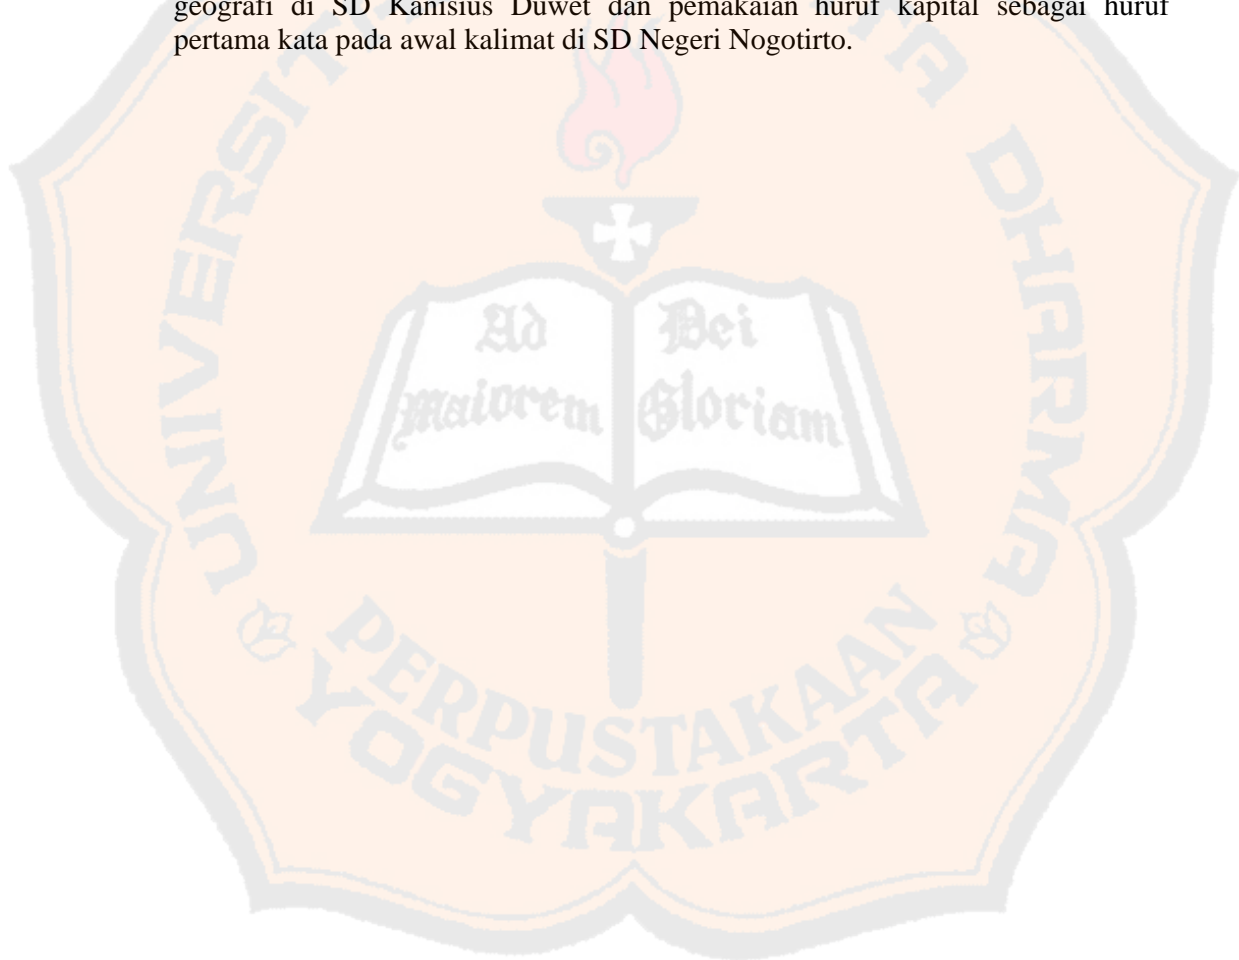 geografi di SD Kanisius Duwet dan pemakaian huruf kapital sebagai huruf
pertama kata pada awal kalimat di SD Negeri Nogotirto.
Ad Dei
Maiorem Gloriam
PERPUSTAKAAN
YOGYAKARTA